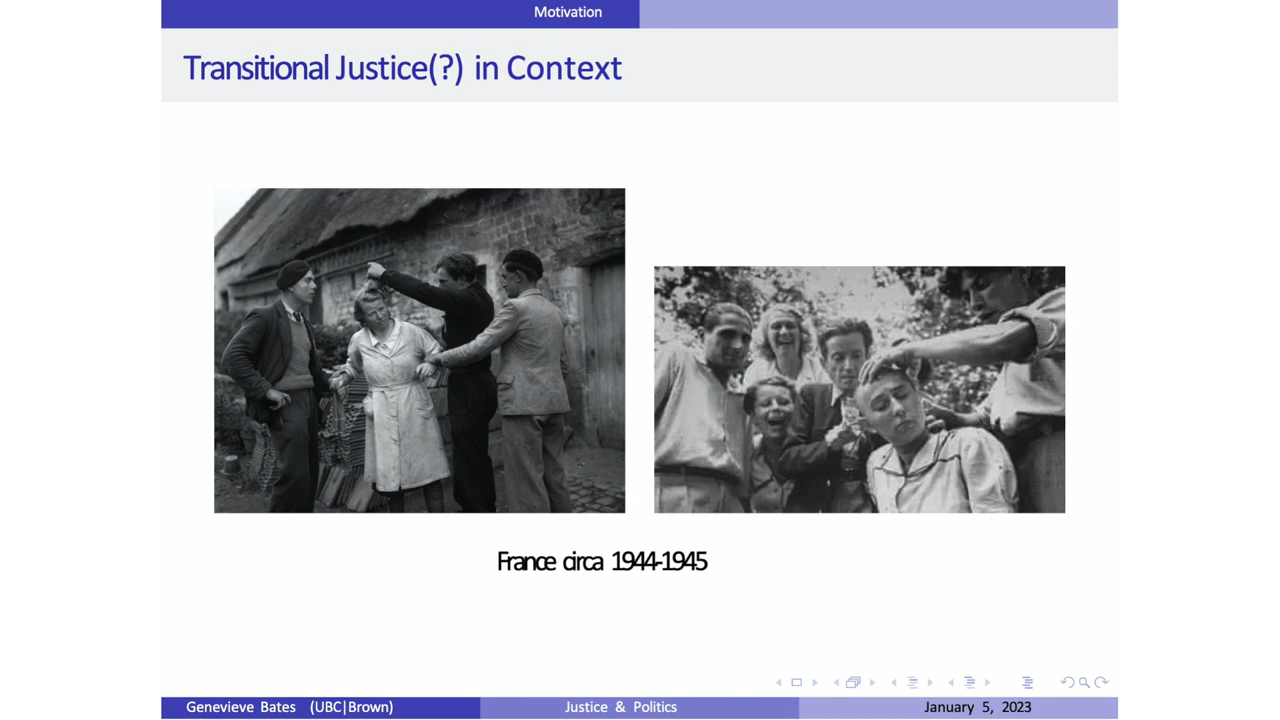 Motivation
Transitional Justice(?) in Context
France circa 1944-1945
Genevieve Bates (UBC|Brown)
Justice & Politics
January 5, 2023